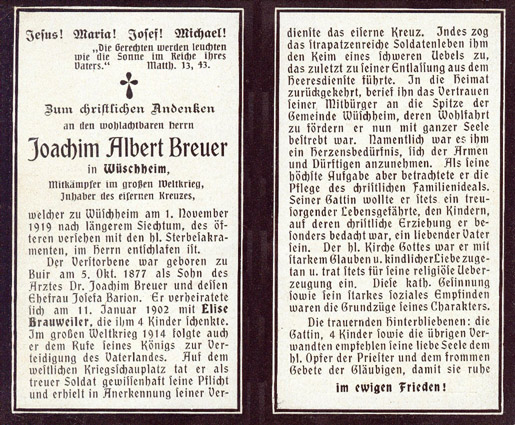 Jesus! Maria! Josef! Michael!
„Die Gerechten werden leuchten
wie die Sonne im Reiche ihres
Vaters.“ Matth. 13, 43.
Zum christlichen Andenken
an den wohlachtbaren Herrn
Joachim Albert Breuer
in Wüschheim,
Mitkämpfer im großen Weltkrieg,
Inhaber des eisernen Kreuzes,
welcher zu Wüschheim am 1. November
1919 nach längerem Siechtum, des öf-
teren versehen mit den hl. Sterbesakra-
menten, im Herrn entschlafen ist.
Der Verstorbene war geboren zu
Buir am 5. Okt. 1877 als Sohn des
Arztes Dr. Joachim Breuer und dessen
Ehefrau Josefa Barion. Er verheiratete
sich am 11. Januar 1902 mit Elise
Brauweiler, die ihm 4 Kinder schenkte.
Im großen Weltkrieg 1914 folgte auch
er dem Rufe seines Königs zur Ver-
teidigung des Vaterlandes. Auf dem
westlichen Kriegsschauplatz tat er als
treuer Soldat gewissenhaft seine Pflicht
und erhielt in Anerkennung seiner Ver-
dienste das eiserne Kreuz. Indes zog
das strapatzenreiche Soldatenleben ihm
den Keim eines schweren Uebels zu,
das zuletzt zu seiner Entlassung aus dem
Heeresdienste führte. In die Heimat
zurückgekehrt, berief ihn das Vertrauen
seiner Mitbürger an die Spitze der
Gemeinde Wüschheim, deren Wohlfahrt
zu fördern er nun mit ganzer Seele
bestrebt war. Namentlich war es ihm
ein Herzensbedürfnis, sich der Armen
und Dürftigen anzunehmen. Als seine
höchste Aufgabe aber betrachtete er die
Pflege des christlichen Familienideals.
Seiner Gattin wollte er stets ein treu-
sorgender Lebensgefährte, den Kindern,
auf deren christliche Erziehung er be-
sonders bedacht war, ein liebender Vater
sein. Der hl. Kirche Gottes war er mit
starkem Glauben u. kindlicher Liebe zuge-
tan u. trat stets für seine religiöse Ueber-
zeugung ein. Diese kath. Gesinnung
sowie sein starkes soziales Empfinden
waren die Grundzüge seines Charakters.
Die trauernden Hinterbliebenen: die
Gattin, 4 Kinder sowie die übrigen Ver-
wandten empfehlen seine liebe Seele dem
hl. Opfer der Priester und dem frommen
Gebete der Gläubigen, damit sie ruhe
im ewigen Frieden!